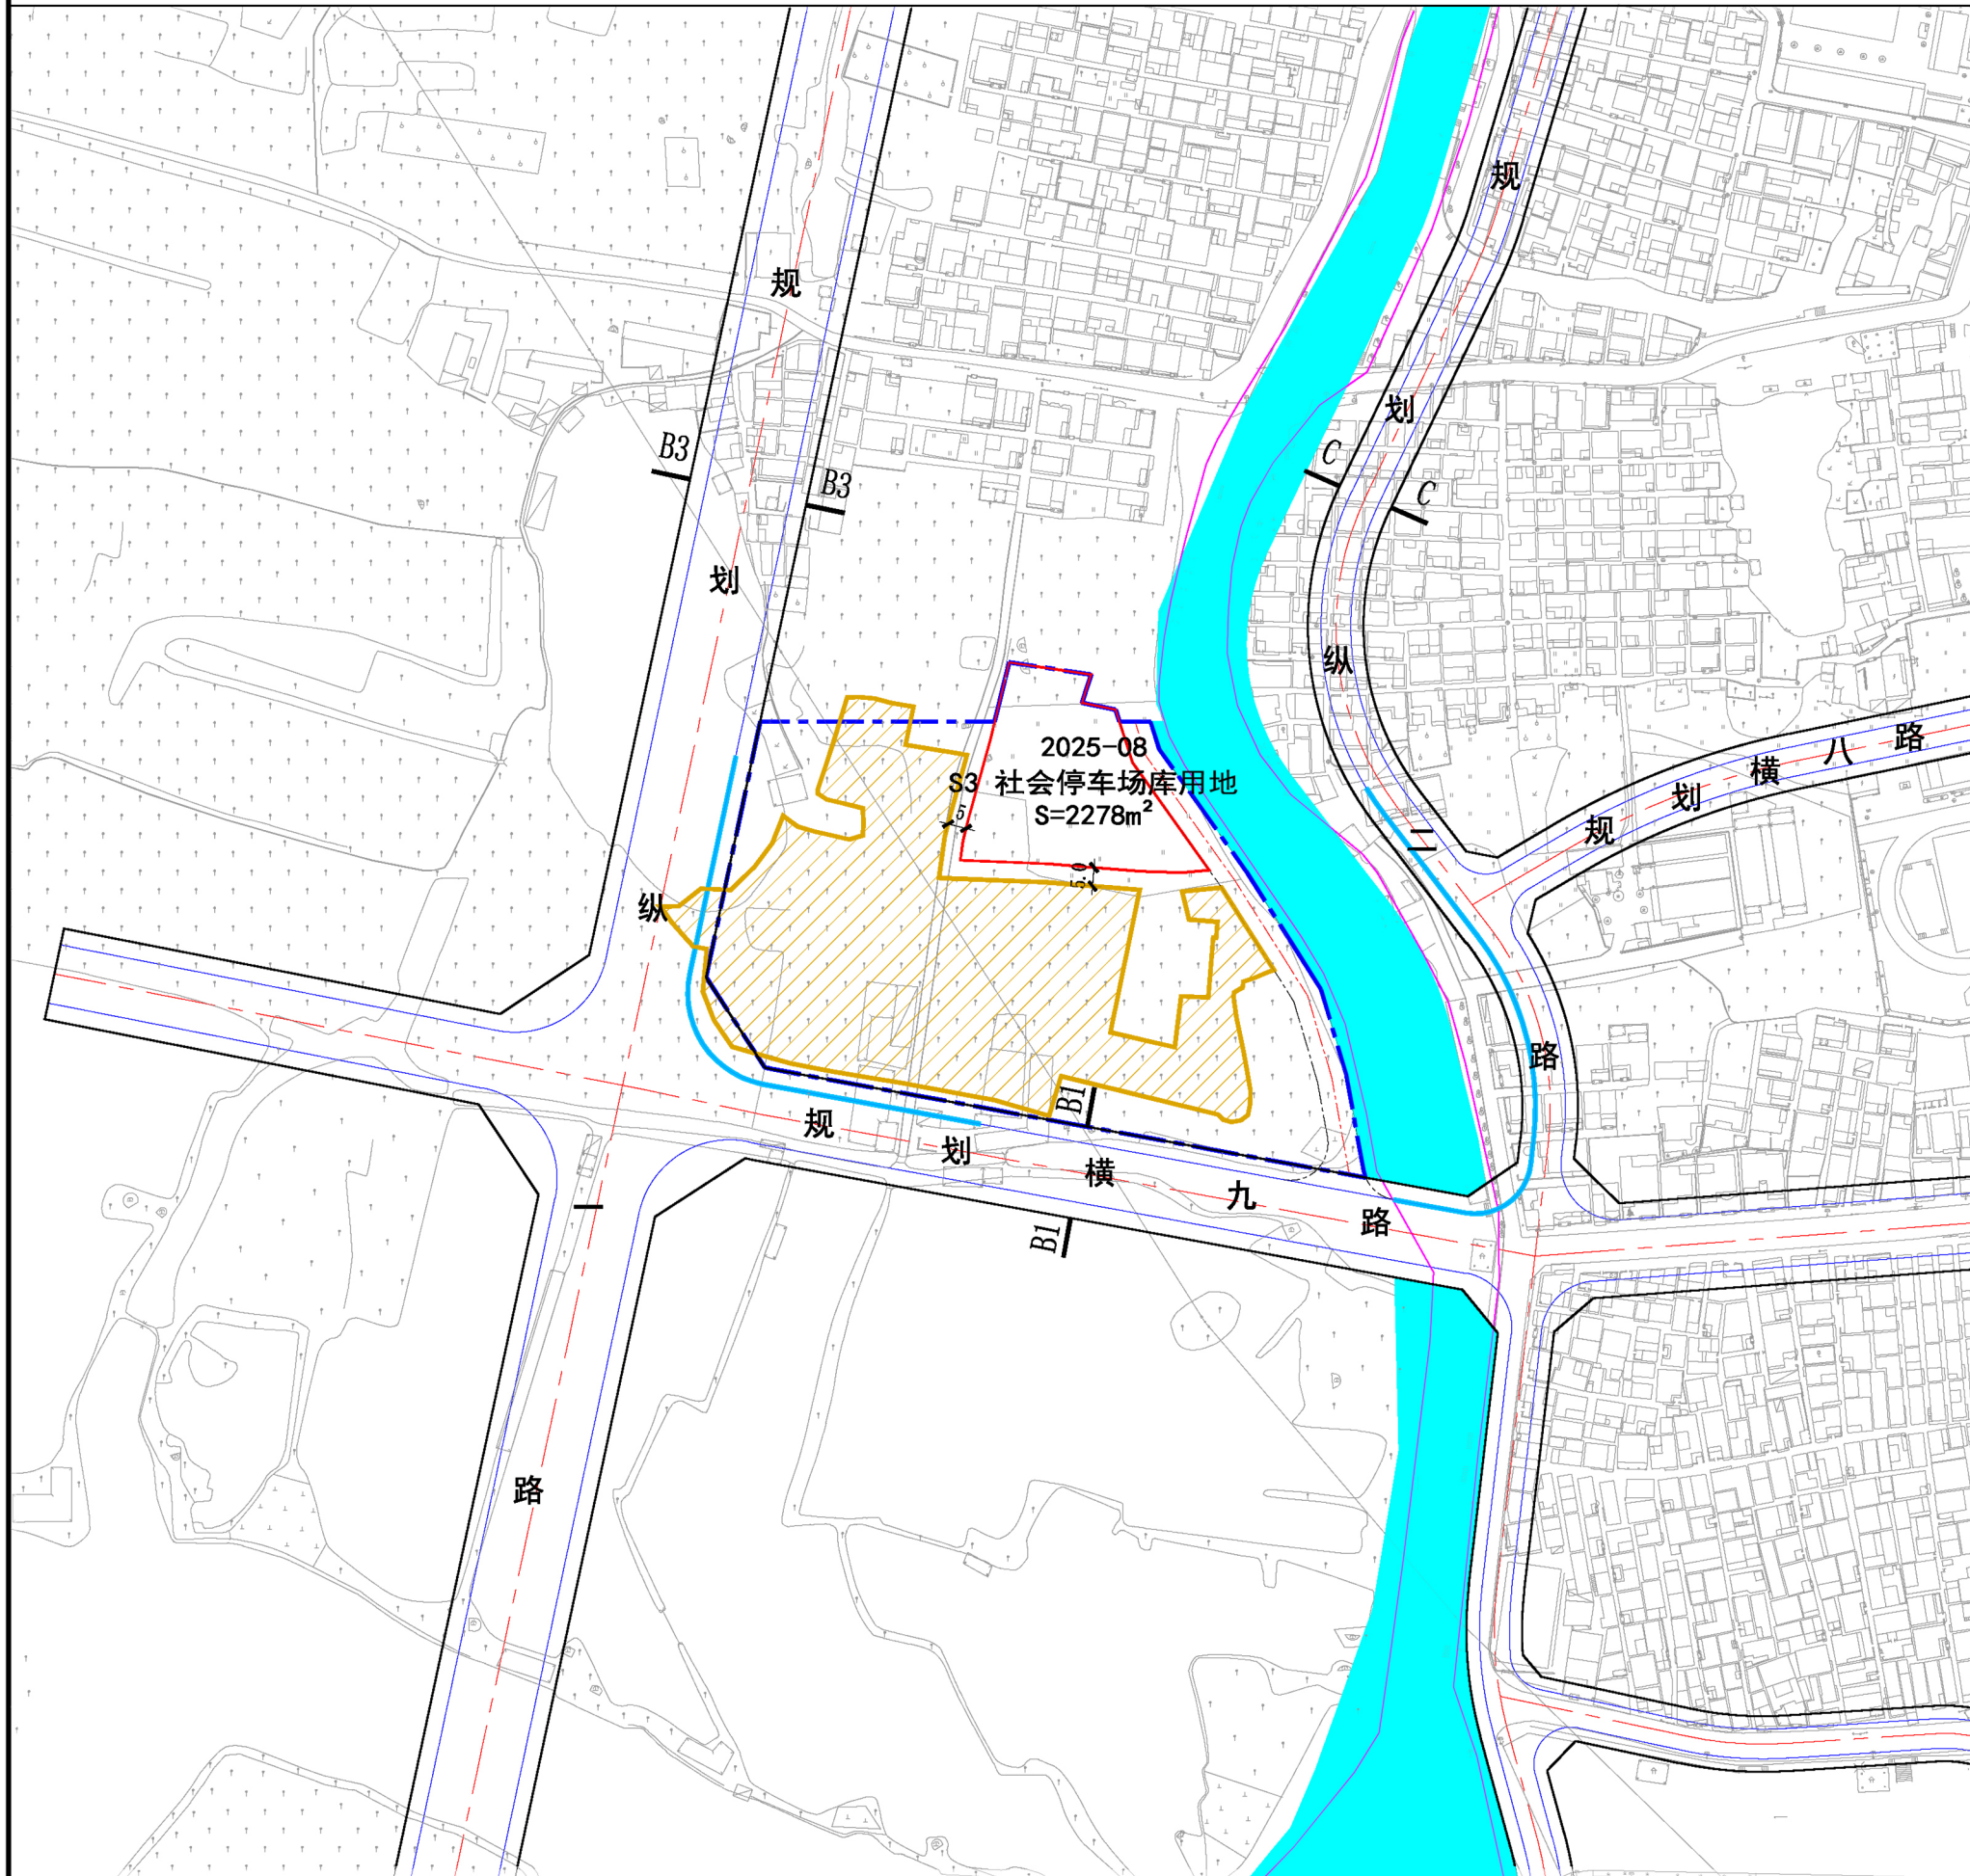 规
划
纵
一
路
B3
B3
规
划
纵
二
路
C
C
规划横八路
2025-08
S3 社会停车场库用地
S=2278m²
5
5.0
B1
B1
规划横九路